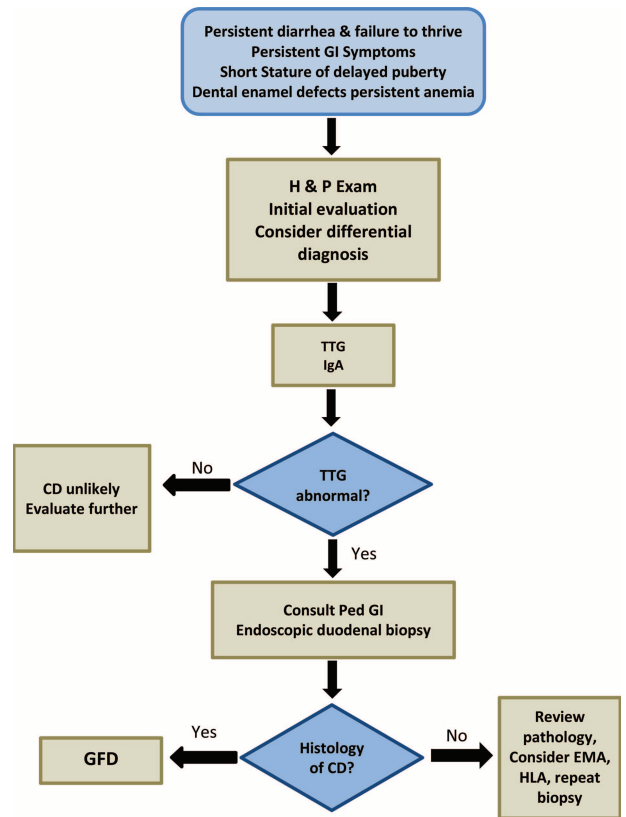 Persistent diarrhea & failure to thrive
Persistent GI Symptoms
Short Stature of delayed puberty
Dental enamel defects persistent anemia
H & P Exam
Initial evaluation
Consider differential
diagnosis
TTG
IgA
TTG
abnormal?
No
CD unlikely
Evaluate further
Yes
Consult Ped GI
Endoscopic duodenal biopsy
Histology
of CD?
Yes
GFD
No
Review
pathology,
Consider EMA,
HLA, repeat
biopsy